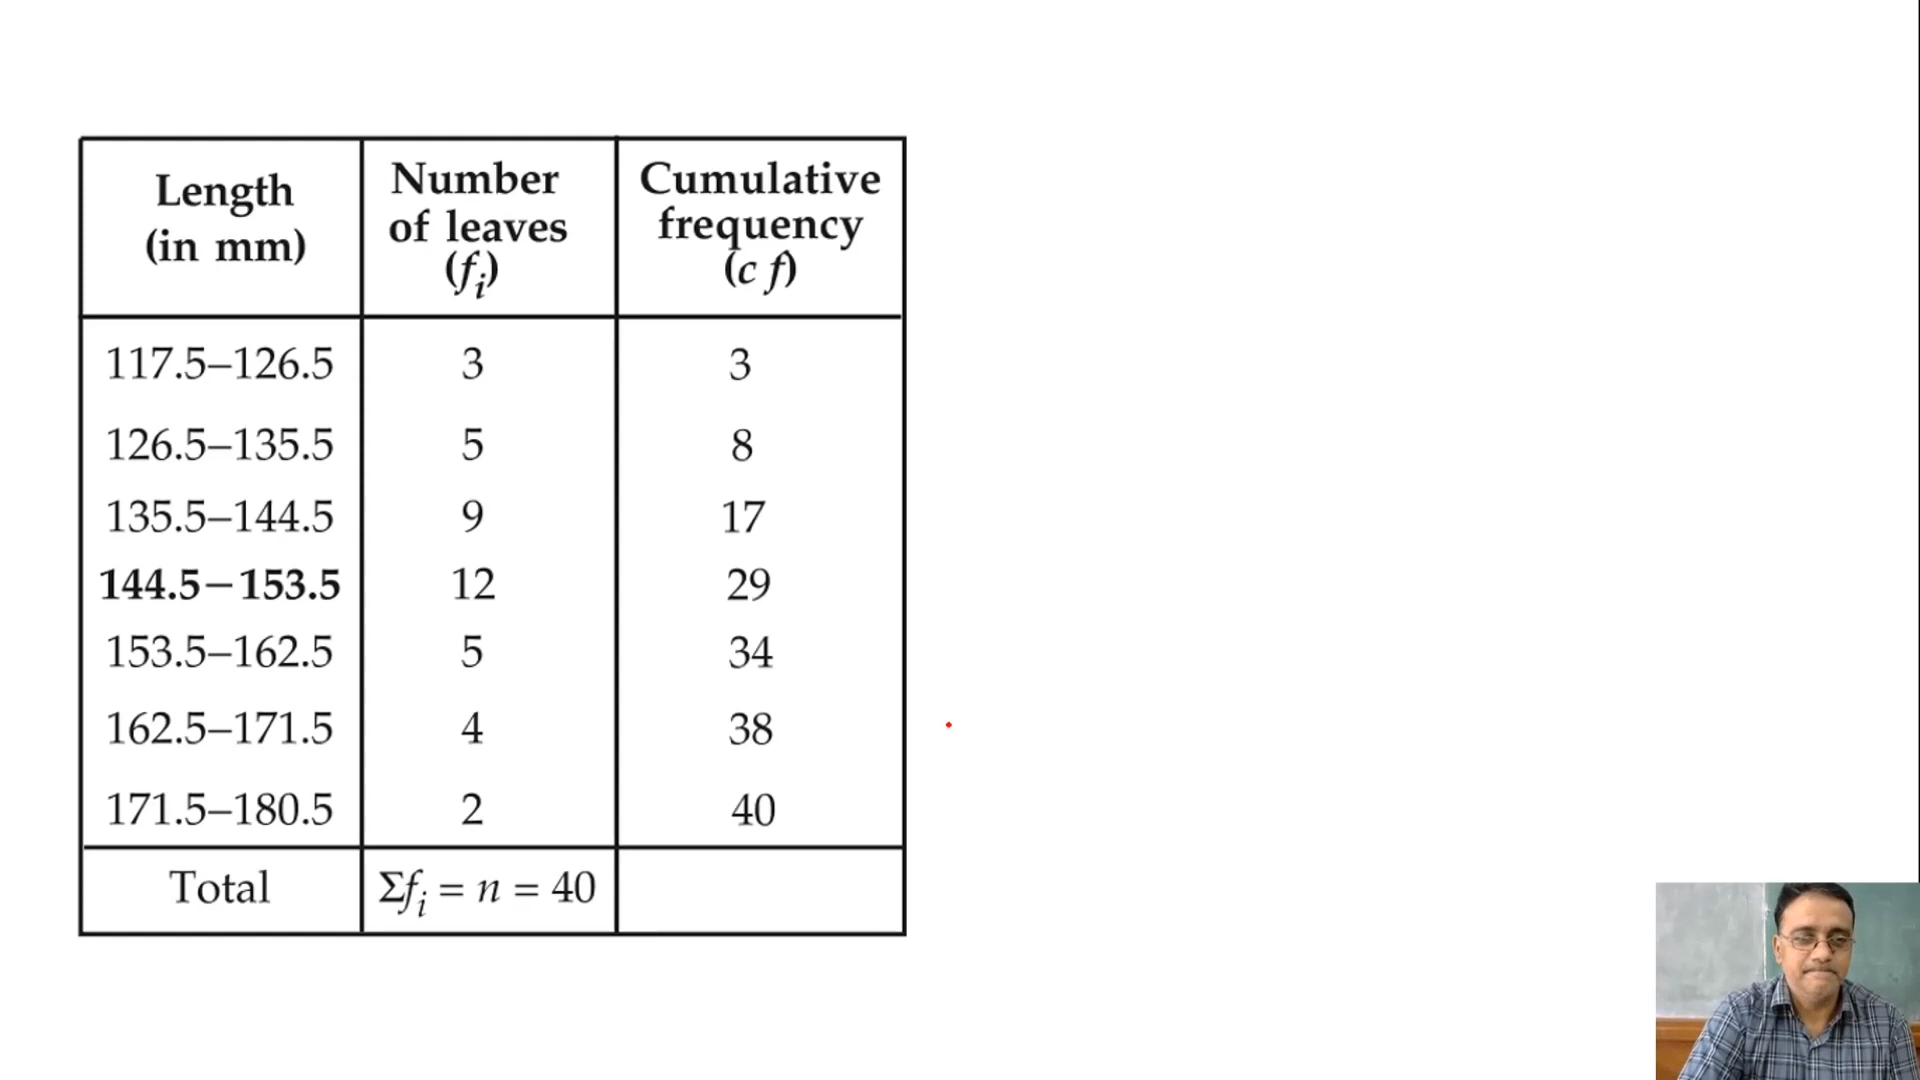 Length (in mm) Number of leaves (fi) Cumulative frequency (c f)
117.5–126.5 3 3
126.5–135.5 5 8
135.5–144.5 9 17
144.5–153.5 12 29
153.5–162.5 5 34
162.5–171.5 4 38
171.5–180.5 2 40
Total Σfi = n = 40